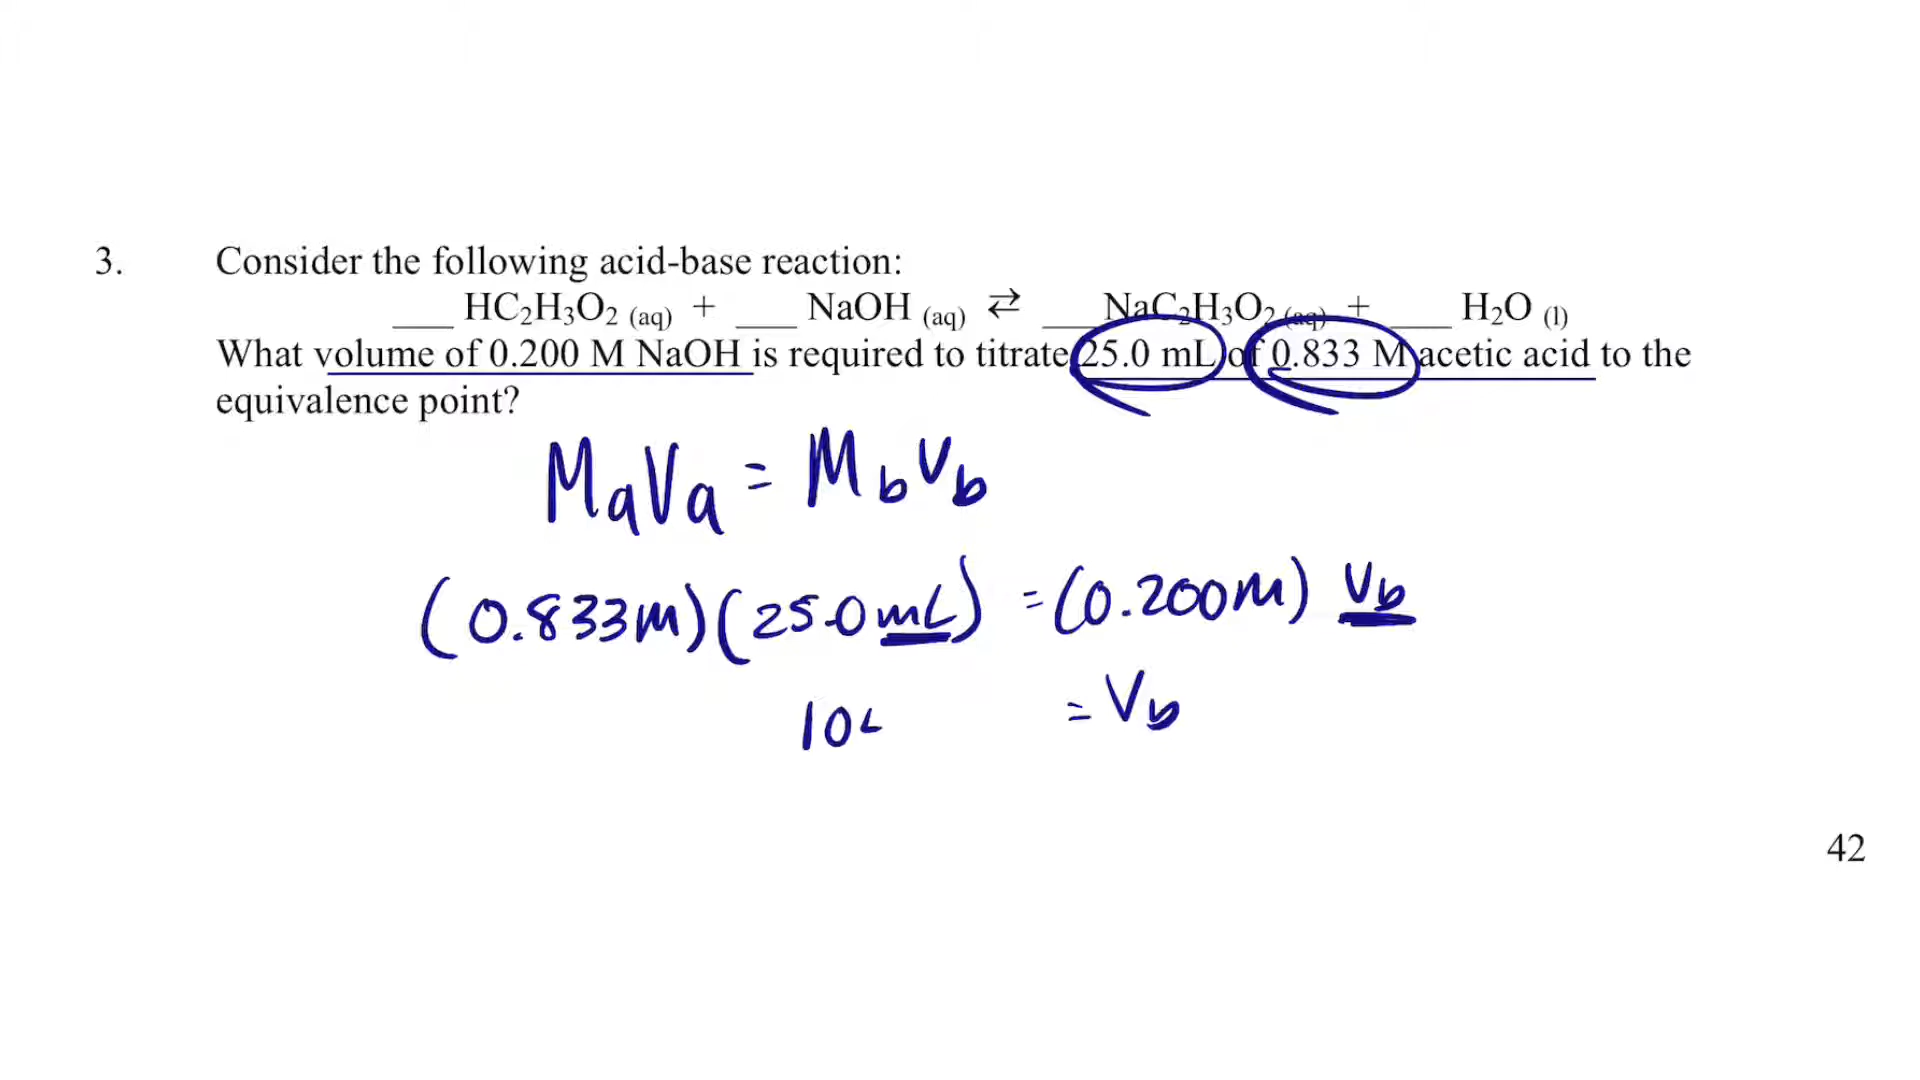 3. Consider the following acid-base reaction:
___ HC₂H₃O₂ (aq) + ___ NaOH (aq) ⇄ ___ NaC₂H₃O₂ (aq) + ___ H₂O (l)
What volume of 0.200 M NaOH is required to titrate 25.0 mL of 0.833 M acetic acid to the
equivalence point?
MaVa = MbVb
(0.833M)(25.0mL) = (0.200M) Vb
10 = Vb
42